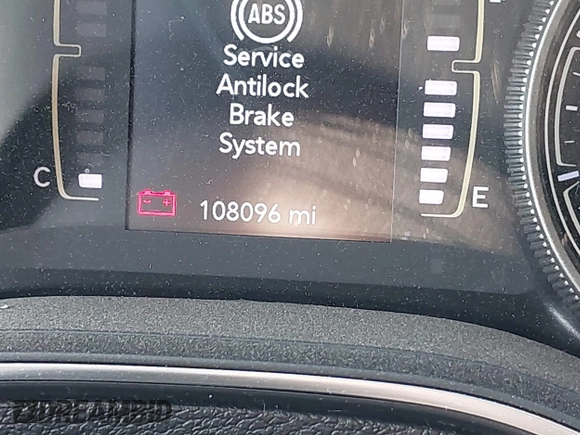 ABS
Service
Antilock
Brake
System
C
E
108096 mi